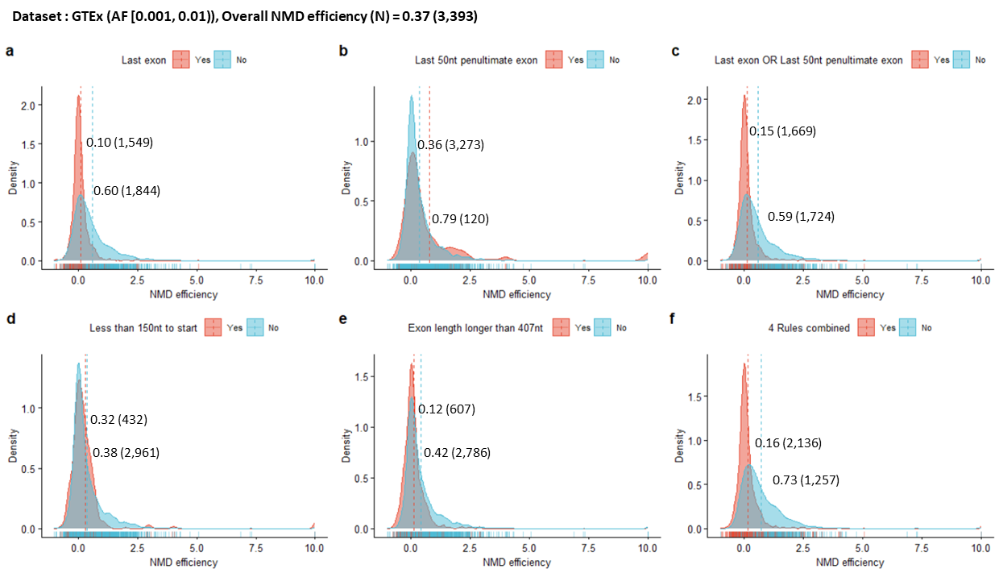 Dataset : GTEx (AF [0.001, 0.01)), Overall NMD efficiency (N) = 0.37 (3,393)
a
Last exon Yes No
2.0
1.5
1.0
0.5
0.0
Density
0.10 (1,549)
0.60 (1,844)
0.0 2.5 5.0 7.5 10.0
NMD efficiency
b
Last 50nt penultimate exon Yes No
1.0
0.5
0.0
Density
0.36 (3,273)
0.79 (120)
0.0 2.5 5.0 7.5 10.0
NMD efficiency
c
Last exon OR Last 50nt penultimate exon Yes No
2.0
1.5
1.0
0.5
0.0
Density
0.15 (1,669)
0.59 (1,724)
0.0 2.5 5.0 7.5 10.0
NMD efficiency
d
Less than 150nt to start Yes No
1.0
0.5
0.0
Density
0.32 (432)
0.38 (2,961)
0.0 2.5 5.0 7.5 10.0
NMD efficiency
e
Exon length longer than 407nt Yes No
1.5
1.0
0.5
0.0
Density
0.12 (607)
0.42 (2,786)
0.0 2.5 5.0 7.5 10.0
NMD efficiency
f
4 Rules combined Yes No
1.5
1.0
0.5
0.0
Density
0.16 (2,136)
0.73 (1,257)
0.0 2.5 5.0 7.5 10.0
NMD efficiency